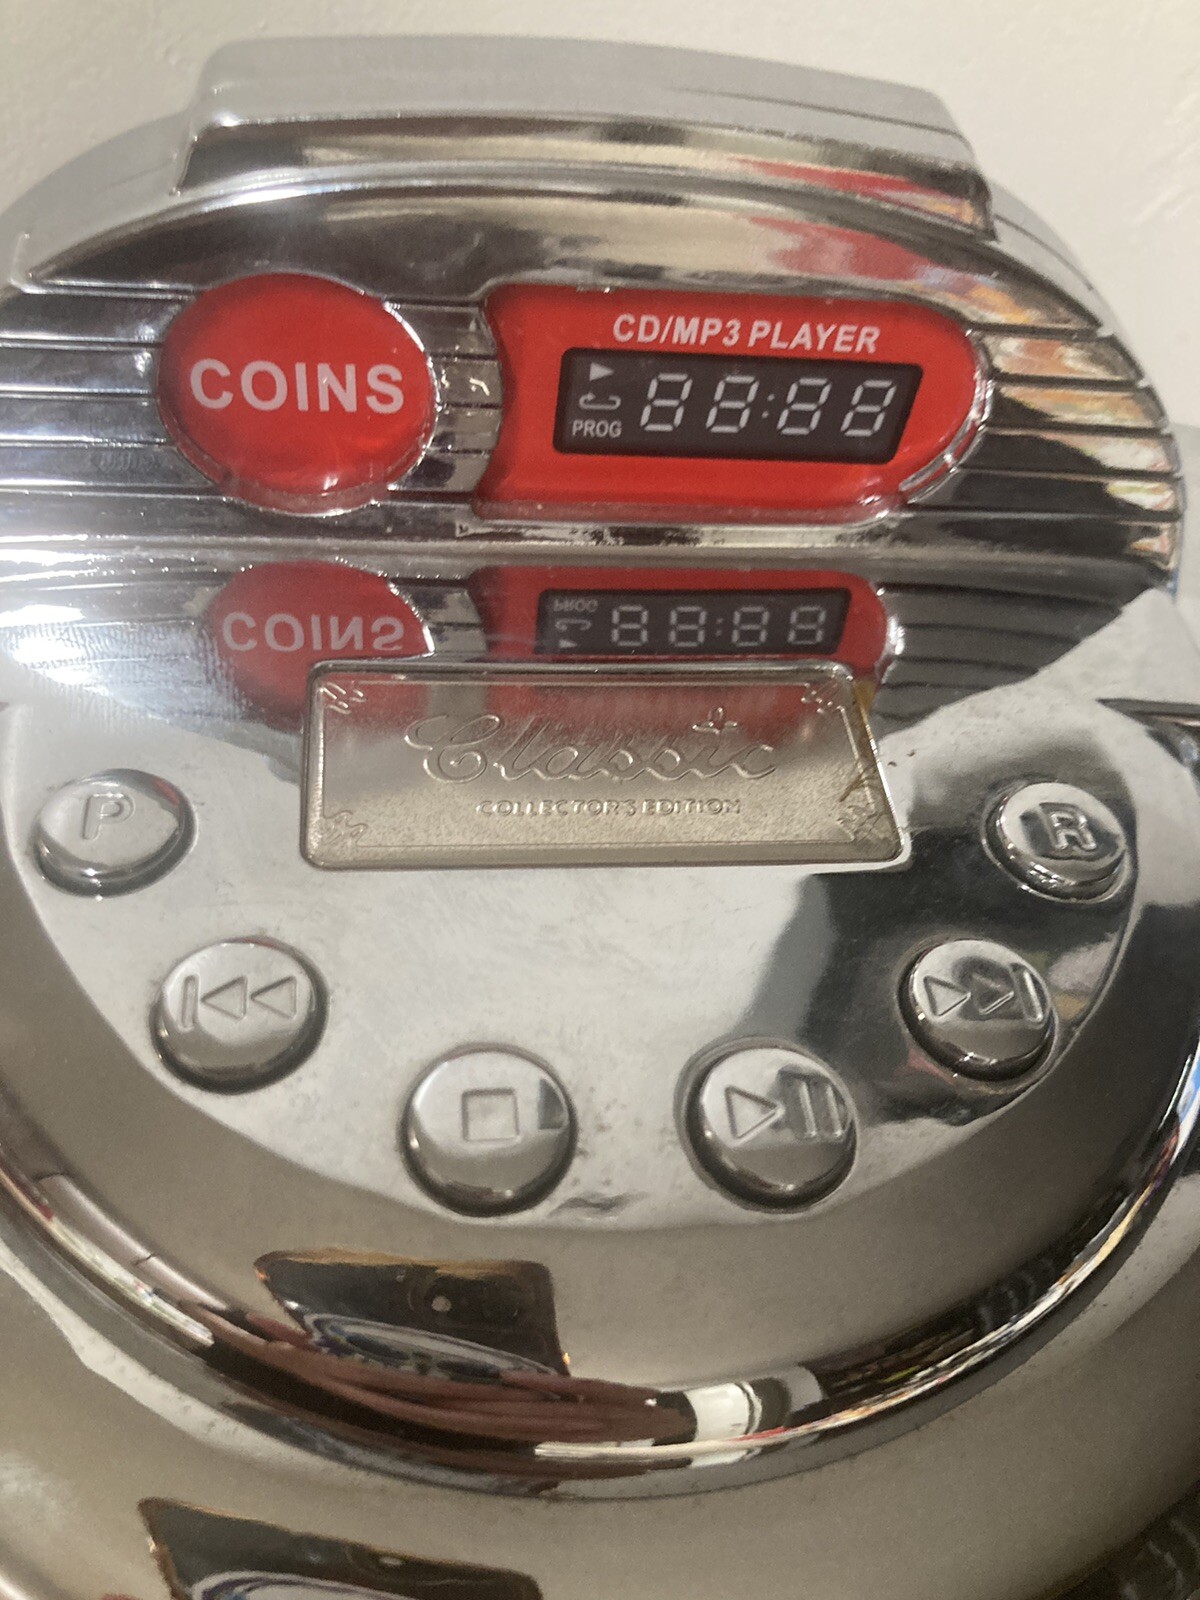 COINS
CD/MP3 PLAYER
PROG
88:88
Classic
COLLECTOR'S EDITION
P
R